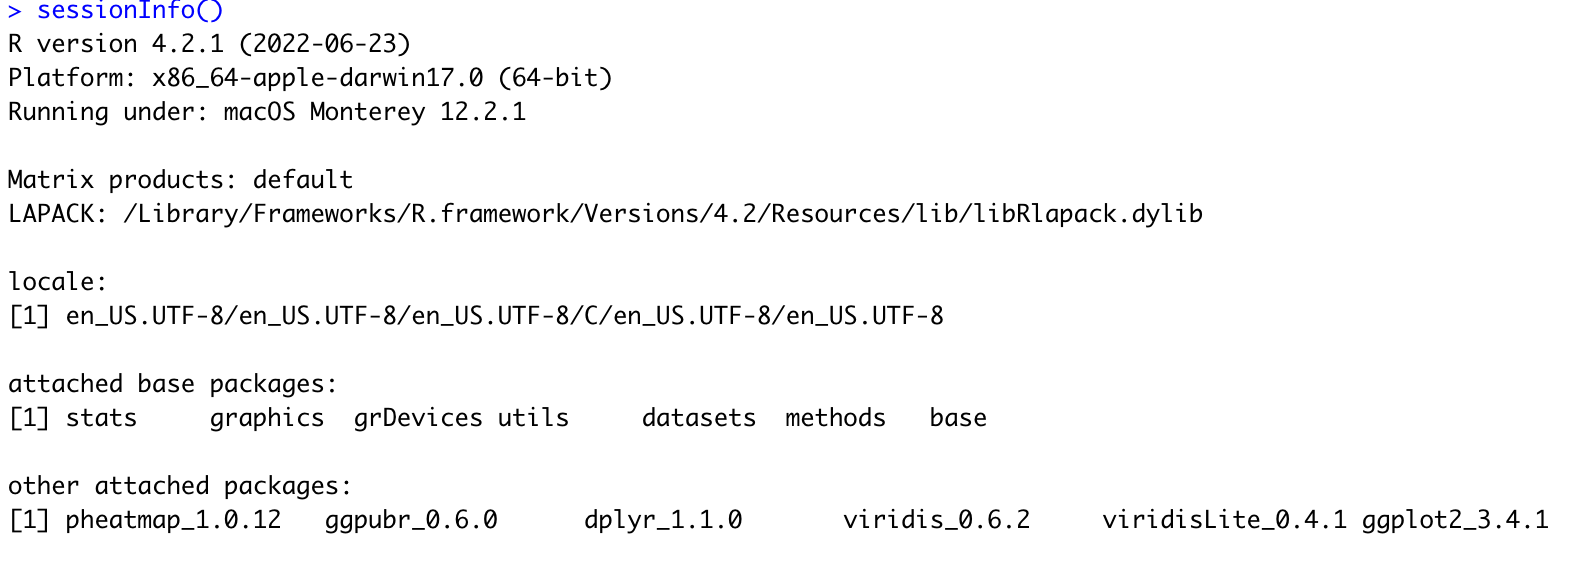 > sessionInfo()
R version 4.2.1 (2022-06-23)
Platform: x86_64-apple-darwin17.0 (64-bit)
Running under: macOS Monterey 12.2.1

Matrix products: default
LAPACK: /Library/Frameworks/R.framework/Versions/4.2/Resources/lib/libRlapack.dylib

locale:
[1] en_US.UTF-8/en_US.UTF-8/en_US.UTF-8/C/en_US.UTF-8/en_US.UTF-8

attached base packages:
[1] stats     graphics  grDevices utils     datasets  methods   base

other attached packages:
[1] pheatmap_1.0.12   ggpubr_0.6.0      dplyr_1.1.0       viridis_0.6.2     viridisLite_0.4.1 ggplot2_3.4.1